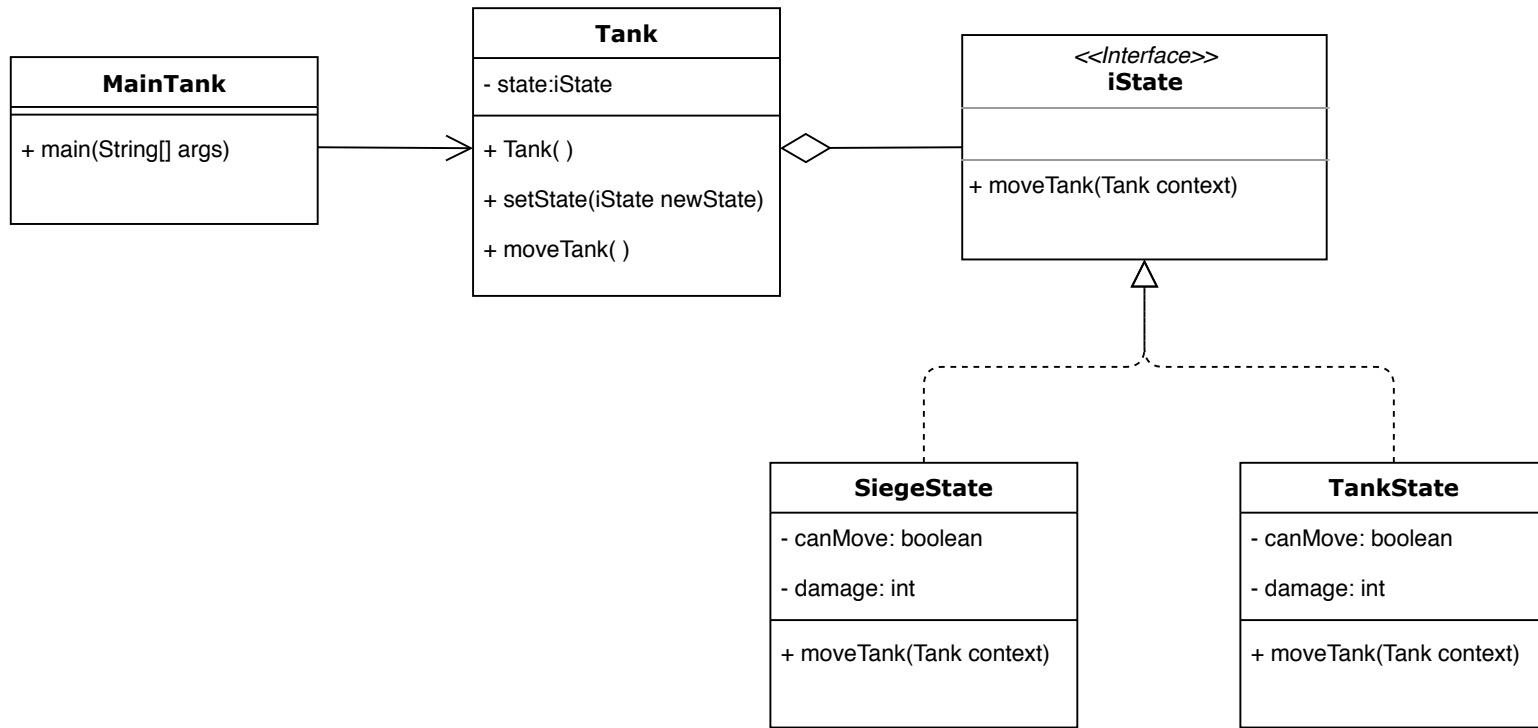 MainTank
+ main(String[] args)
Tank
- state:iState
+ Tank( )
+ setState(iState newState)
+ moveTank( )
<<Interface>>
iState
+ moveTank(Tank context)
SiegeState
- canMove: boolean
- damage: int
+ moveTank(Tank context)
TankState
- canMove: boolean
- damage: int
+ moveTank(Tank context)